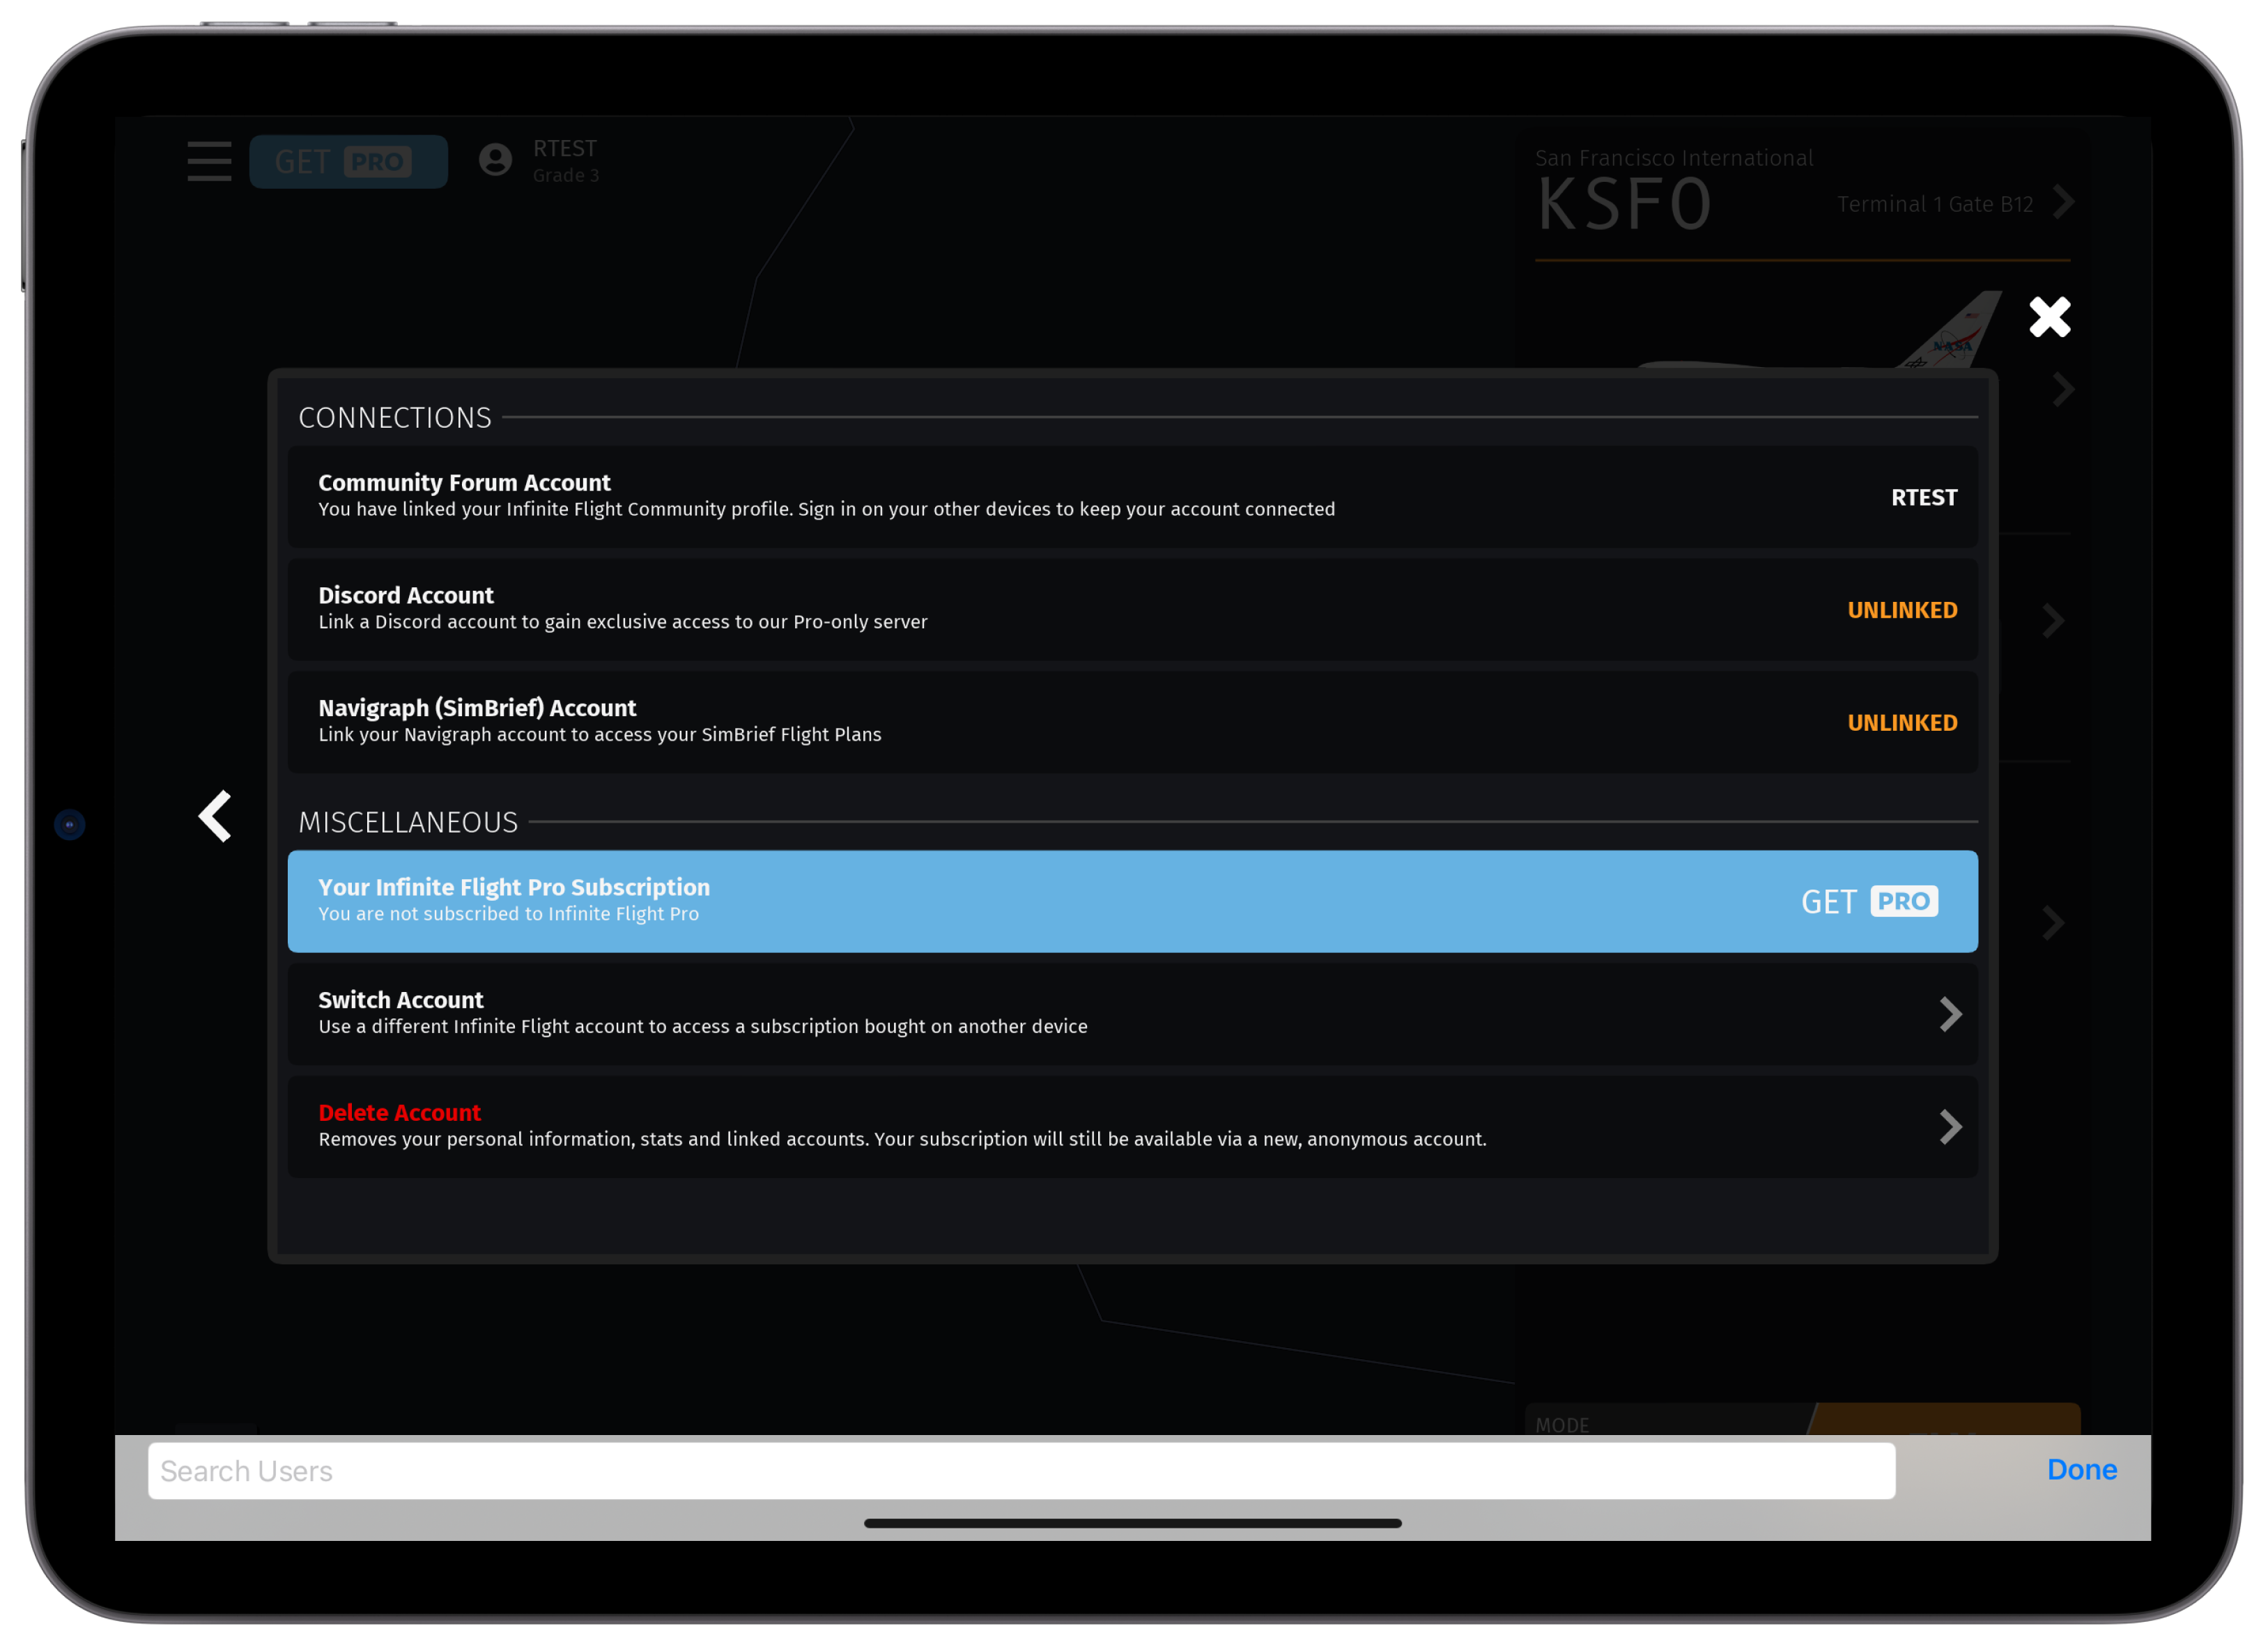 GET PRO
RTEST
Grade 3
San Francisco International
KSFO
Terminal 1 Gate B12
NASA
CONNECTIONS
Community Forum Account
You have linked your Infinite Flight Community profile. Sign in on your other devices to keep your account connected
RTEST
Discord Account
Link a Discord account to gain exclusive access to our Pro-only server
UNLINKED
Navigraph (SimBrief) Account
Link your Navigraph account to access your SimBrief Flight Plans
UNLINKED
MISCELLANEOUS
Your Infinite Flight Pro Subscription
You are not subscribed to Infinite Flight Pro
GET PRO
Switch Account
Use a different Infinite Flight account to access a subscription bought on another device
Delete Account
Removes your personal information, stats and linked accounts. Your subscription will still be available via a new, anonymous account.
MODE
Search Users
Done